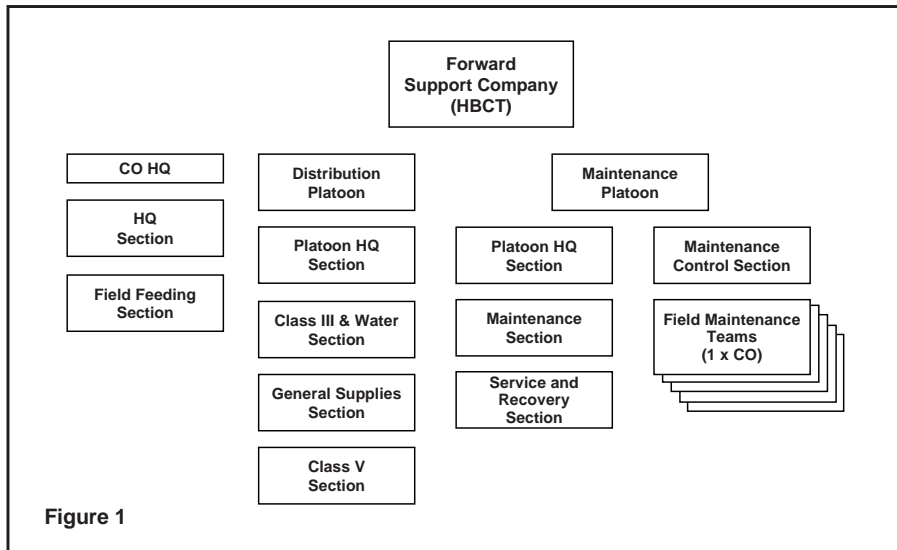 Forward
Support Company
(HBCT)
CO HQ
HQ
Section
Field Feeding
Section
Distribution
Platoon
Platoon HQ
Section
Class III & Water
Section
General Supplies
Section
Class V
Section
Maintenance
Platoon
Platoon HQ
Section
Maintenance
Section
Service and
Recovery
Section
Maintenance
Control Section
Field Maintenance
Teams
(1 x CO)
Figure 1